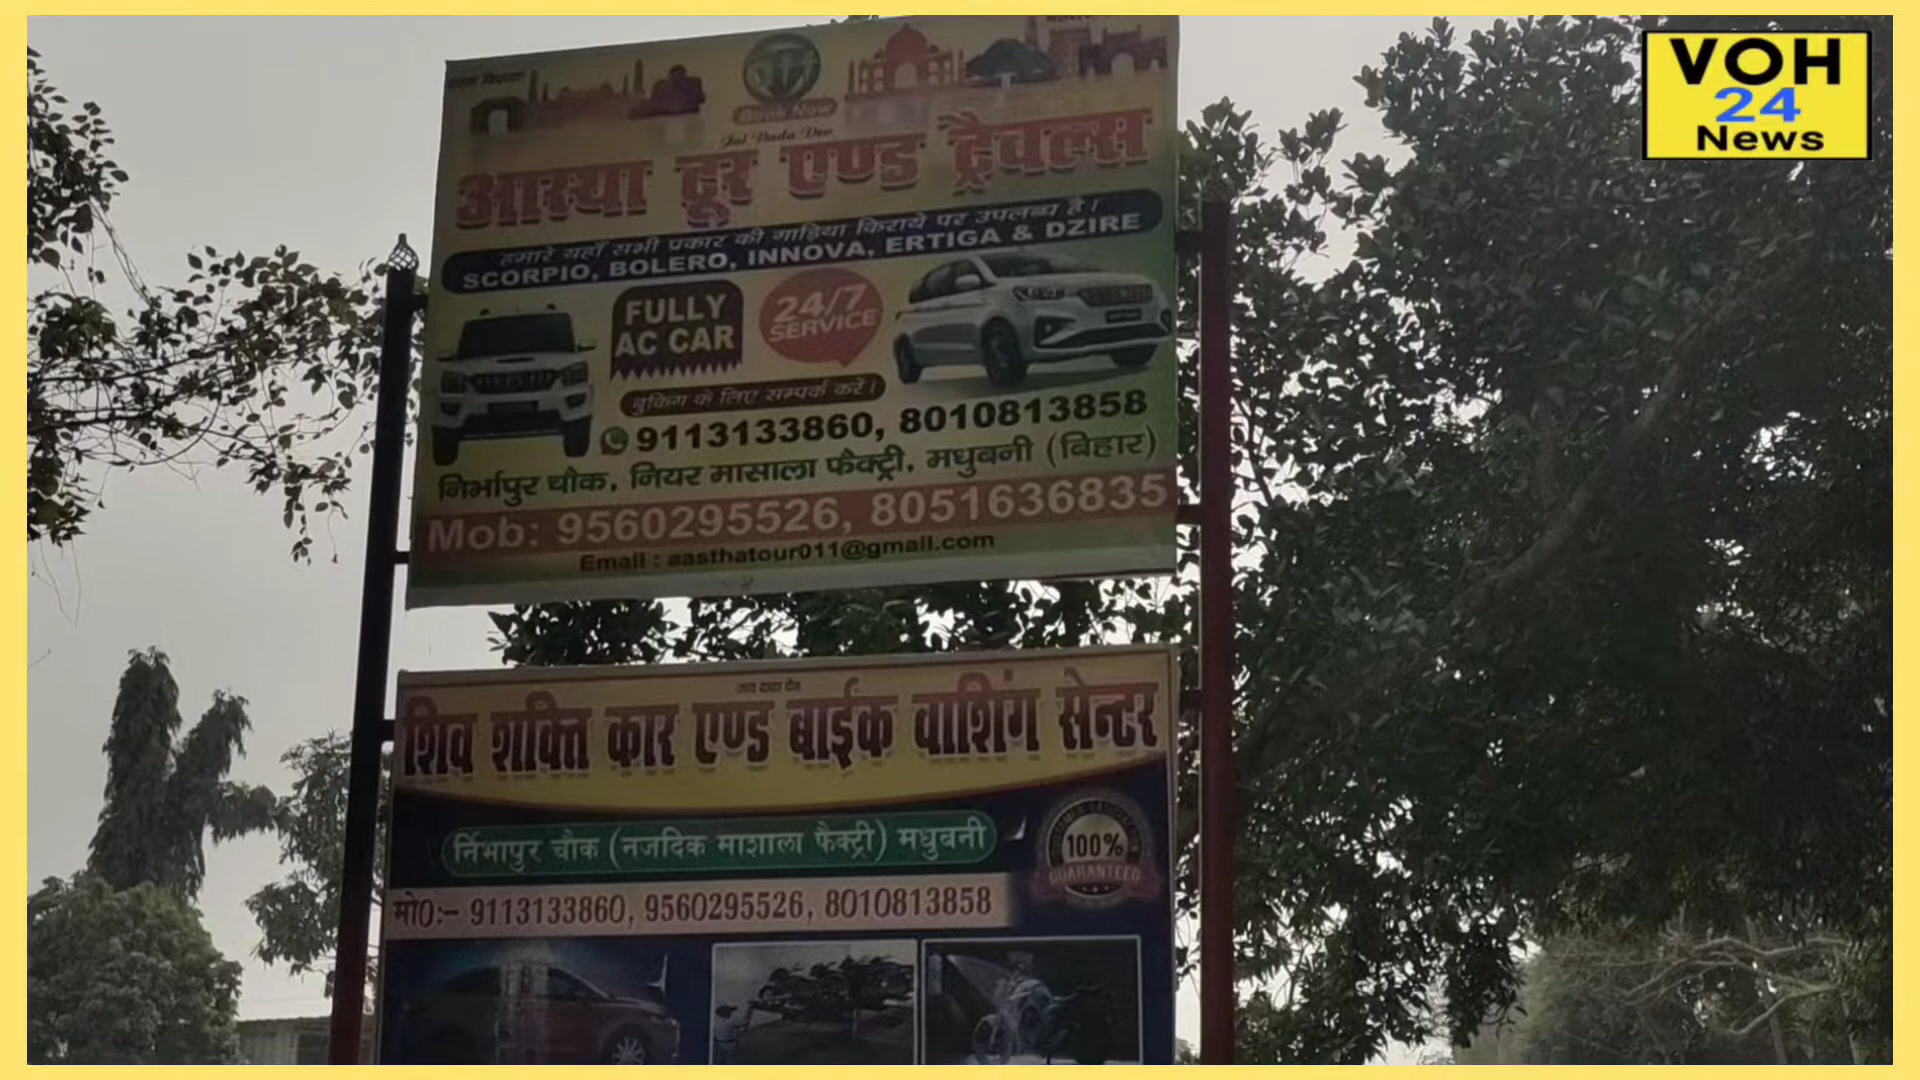 VOH
24
News
Book Now
Jai Dada Dev
आस्था टूर एण्ड ट्रैवल्स
हमारे यहाँ सभी प्रकार की गाड़िया किराये पर उपलब्ध है।
SCORPIO, BOLERO, INNOVA, ERTIGA & DZIRE
FULLY
AC CAR
24/7
SERVICE
बुकिंग के लिए सम्पर्क करें।
9113133860, 8010813858
निर्भापुर चौक, नियर मासाला फैक्ट्री, मधुबनी (बिहार)
Mob: 9560295526, 8051636835
Email : aasthatour011@gmail.com
जय दादा देव
शिव शक्ति कार एण्ड बाईक वाशिंग सेन्टर
र्निभापुर चौक (नजदिक माशाला फैक्ट्री) मधुबनी
100%
GUARANTEED
मो0:- 9113133860, 9560295526, 8010813858